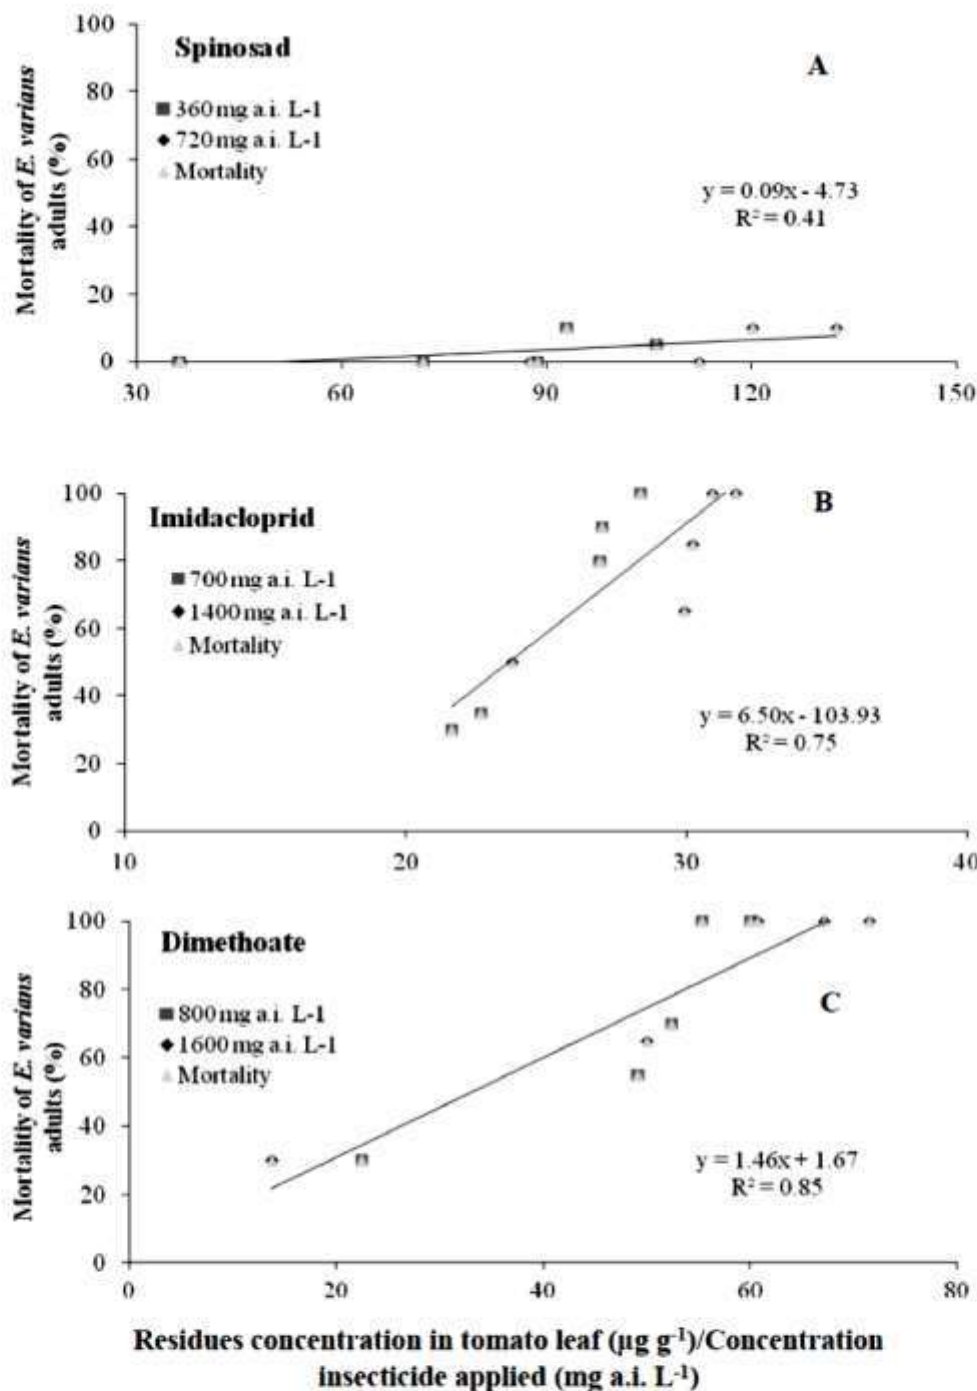 100
80
60
40
20
0
Mortality of E. varians
adults (%)
Spinosad
A
360 mg a.i. L-1
720 mg a.i. L-1
Mortality
y = 0.09x - 4.73
R² = 0.41
30 60 90 120 150
100
80
60
40
20
0
Mortality of E. varians
adults (%)
Imidacloprid
B
700 mg a.i. L-1
1400 mg a.i. L-1
Mortality
y = 6.50x - 103.93
R² = 0.75
10 20 30 40
100
80
60
40
20
0
Mortalitiy of E. varians
adults (%)
Dimethoate
C
800 mg a.i. L-1
1600 mg a.i. L-1
Mortality
y = 1.46x + 1.67
R² = 0.85
0 20 40 60 80
Residues concentration in tomato leaf (µg g⁻¹)/Concentration
insecticide applied (mg a.i. L⁻¹)